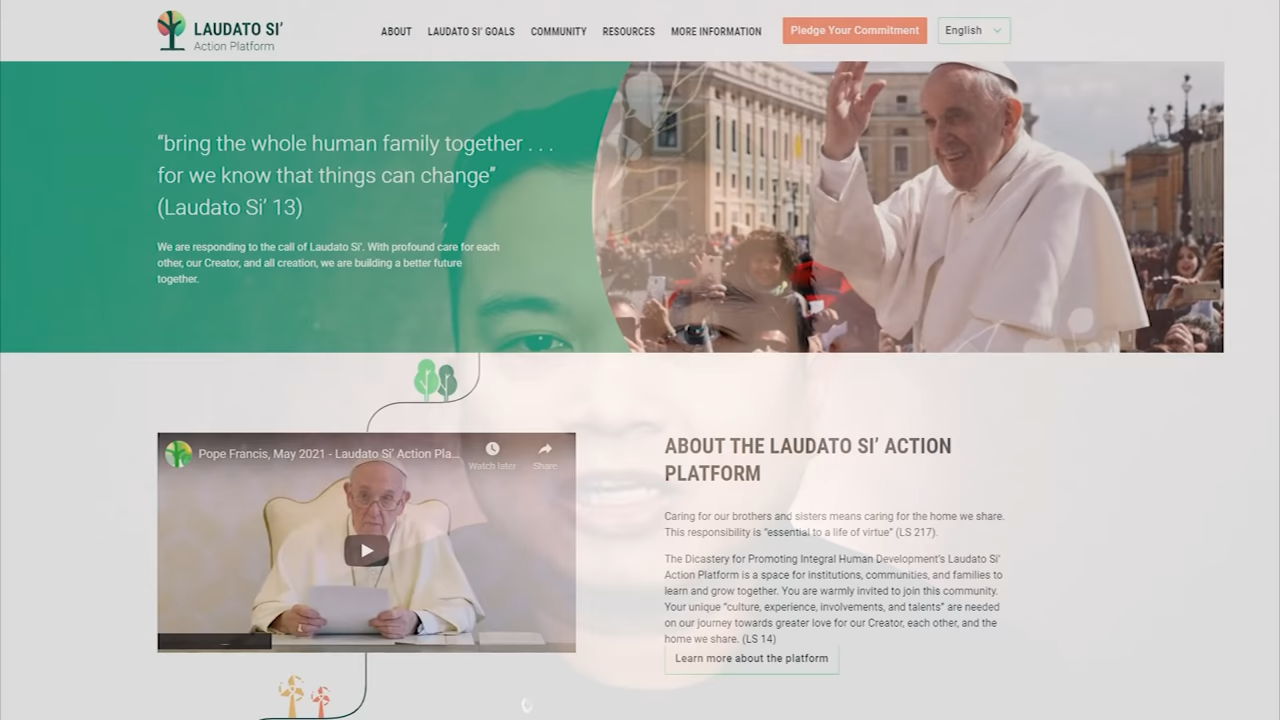 LAUDATO SI’
Action Platform
ABOUT
LAUDATO SI’ GOALS
COMMUNITY
RESOURCES
MORE INFORMATION
Pledge Your Commitment
English
“bring the whole human family together . . .
for we know that things can change”
(Laudato Si’ 13)
We are responding to the call of Laudato Si’. With profound care for each
other, our Creator, and all creation, we are building a better future
together.
Pope Francis, May 2021 - Laudato Si’ Action Pla...
Watch later
Share
ABOUT THE LAUDATO SI’ ACTION
PLATFORM
Caring for our brothers and sisters means caring for the home we share.
This responsibility is “essential to a life of virtue” (LS 217).
The Dicastery for Promoting Integral Human Development’s Laudato Si’
Action Platform is a space for institutions, communities, and families to
learn and grow together. You are warmly invited to join this community.
Your unique “culture, experience, involvements, and talents” are needed
on our journey towards greater love for our Creator, each other, and the
home we share. (LS 14)
Learn more about the platform